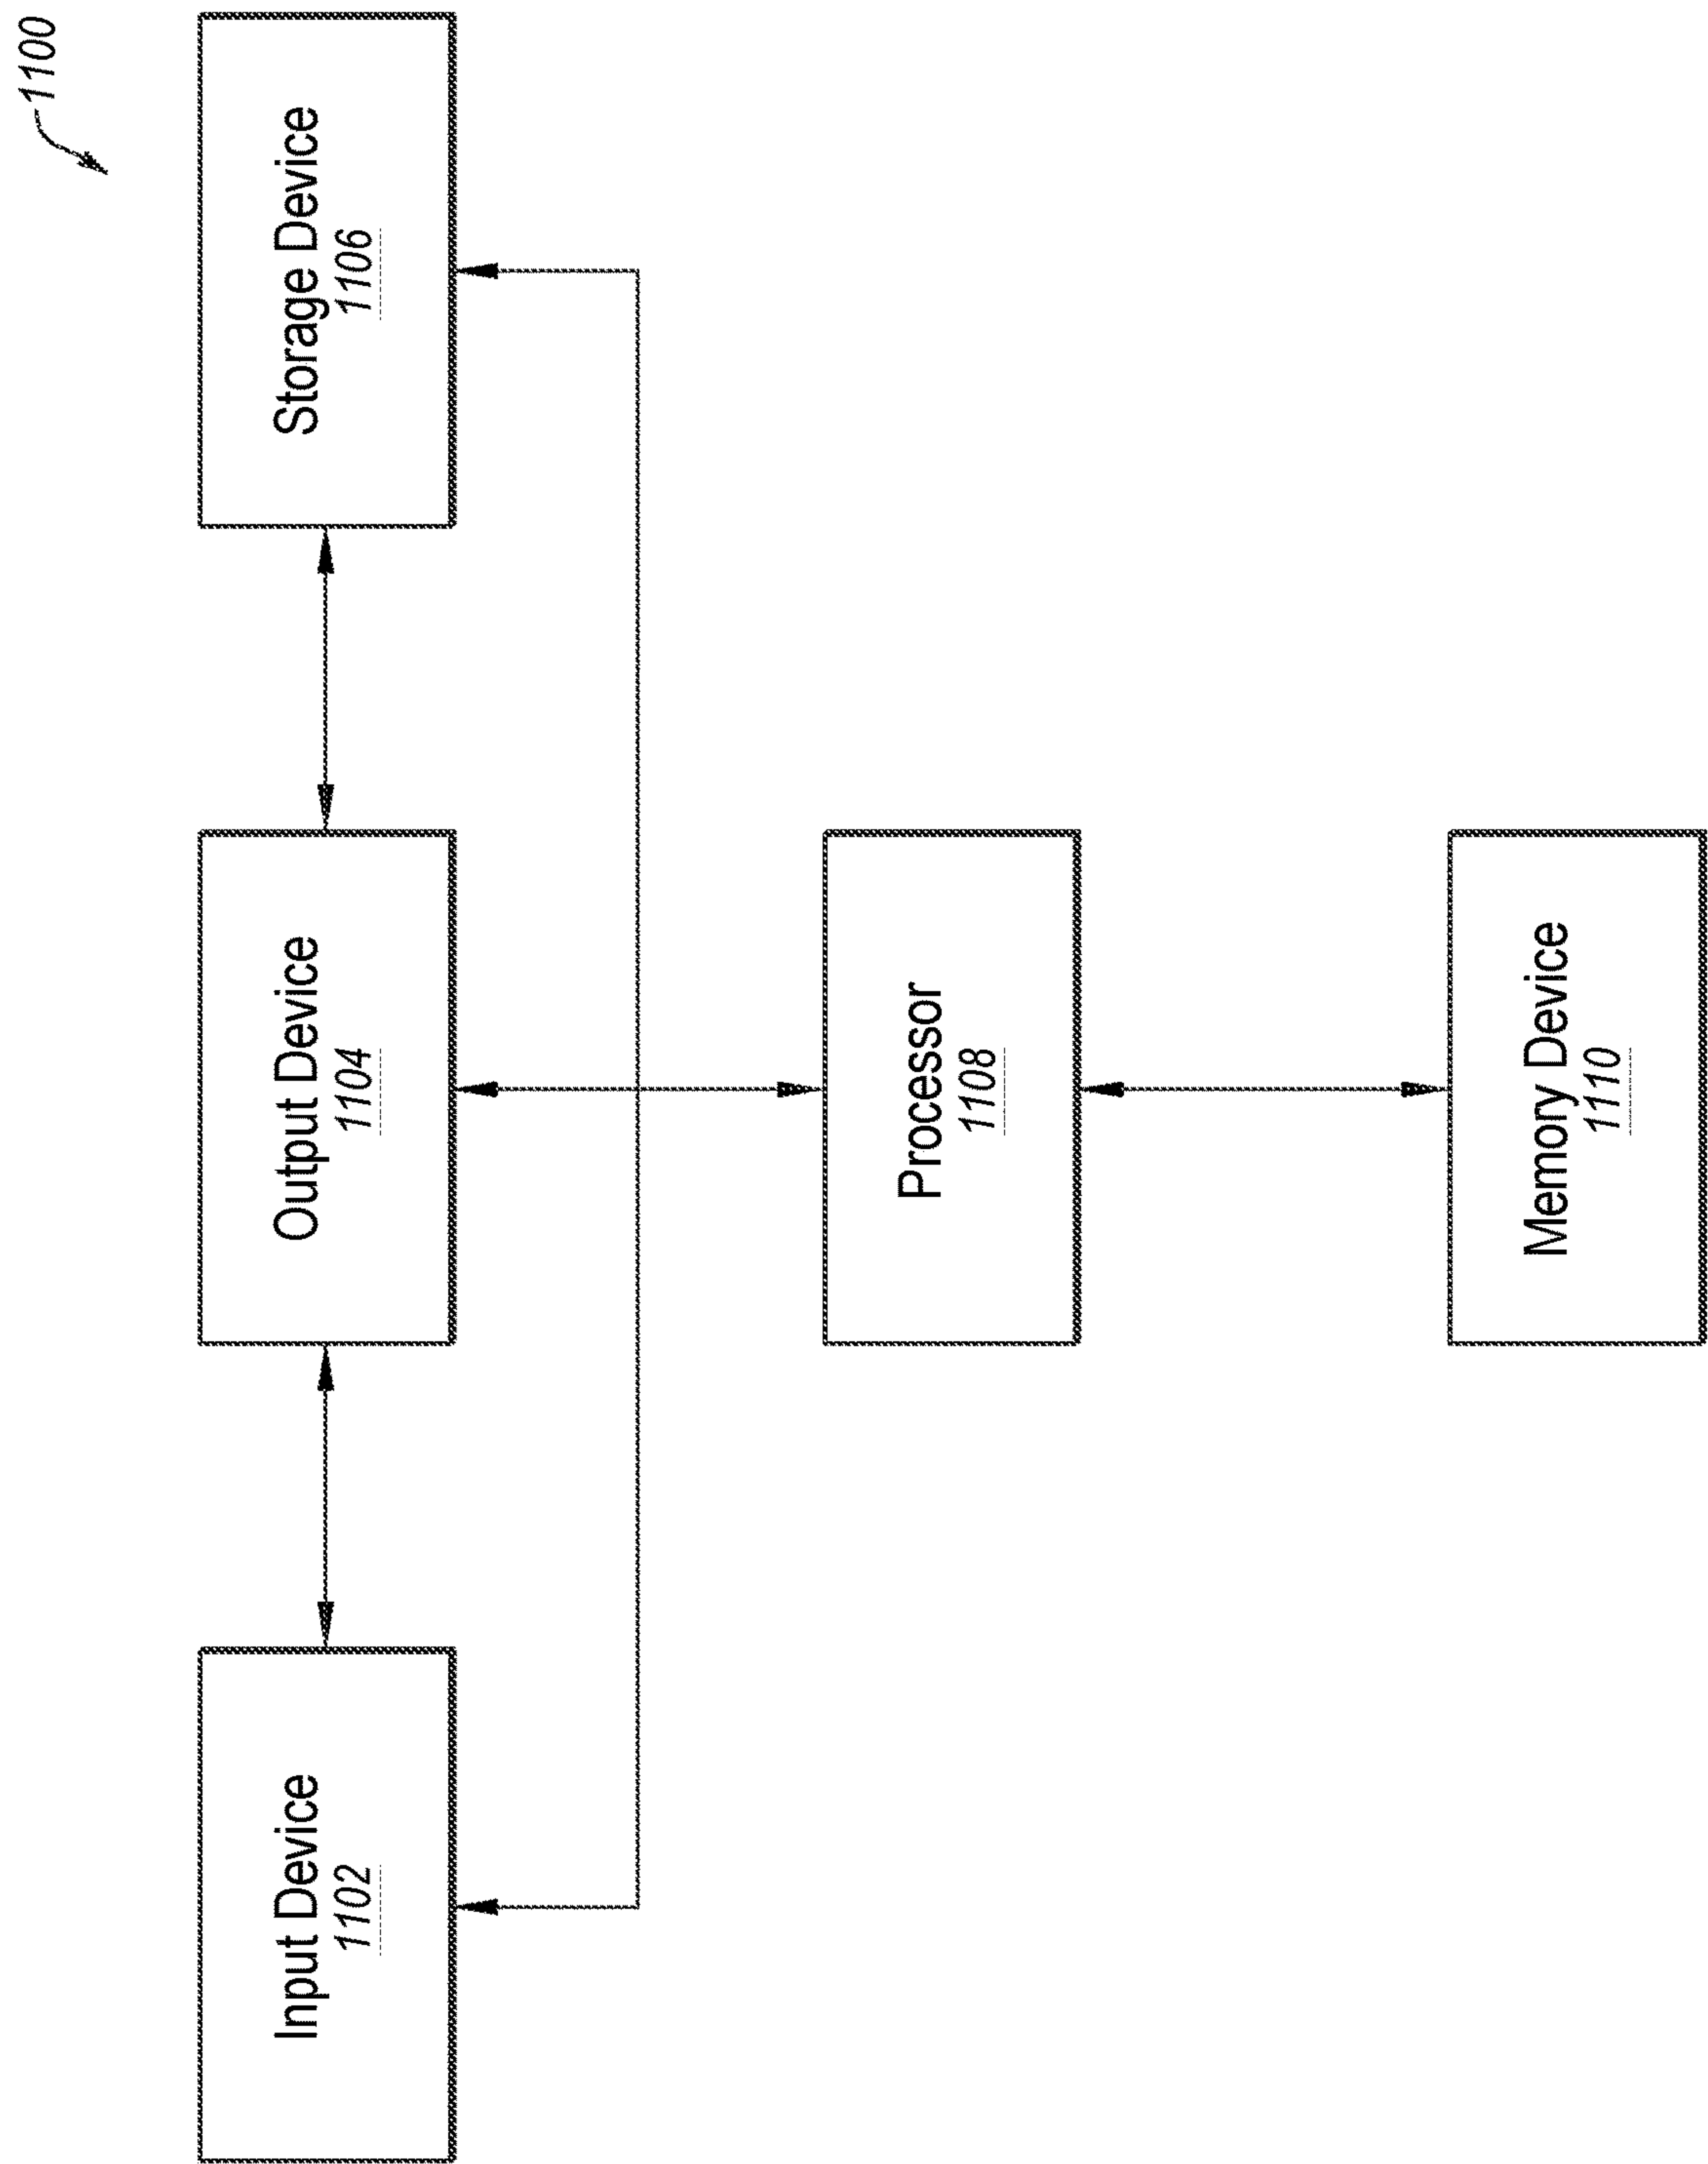 1100
Input Device
1102
Output Device
1104
Storage Device
1106
Processor
1108
Memory Device
1110